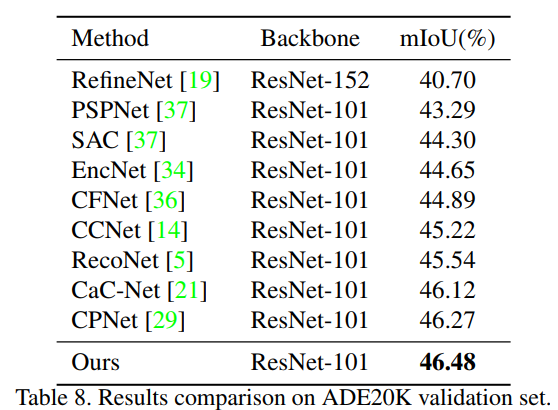 Method Backbone mIoU(%)
RefineNet [19] ResNet-152 40.70
PSPNet [37] ResNet-101 43.29
SAC [37] ResNet-101 44.30
EncNet [34] ResNet-101 44.65
CFNet [36] ResNet-101 44.89
CCNet [14] ResNet-101 45.22
RecoNet [5] ResNet-101 45.54
CaC-Net [21] ResNet-101 46.12
CPNet [29] ResNet-101 46.27
Ours ResNet-101 46.48
Table 8. Results comparison on ADE20K validation set.